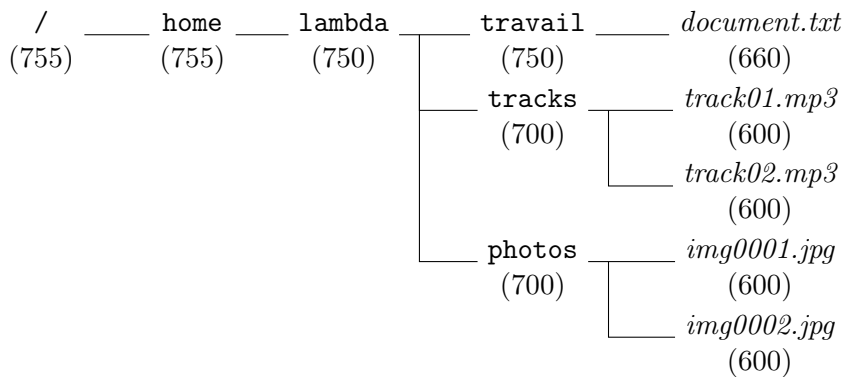 / home lambda travail document.txt
(755) (755) (750) (750) (660)
tracks track01.mp3
(700) (600)
track02.mp3
(600)
photos img0001.jpg
(700) (600)
img0002.jpg
(600)